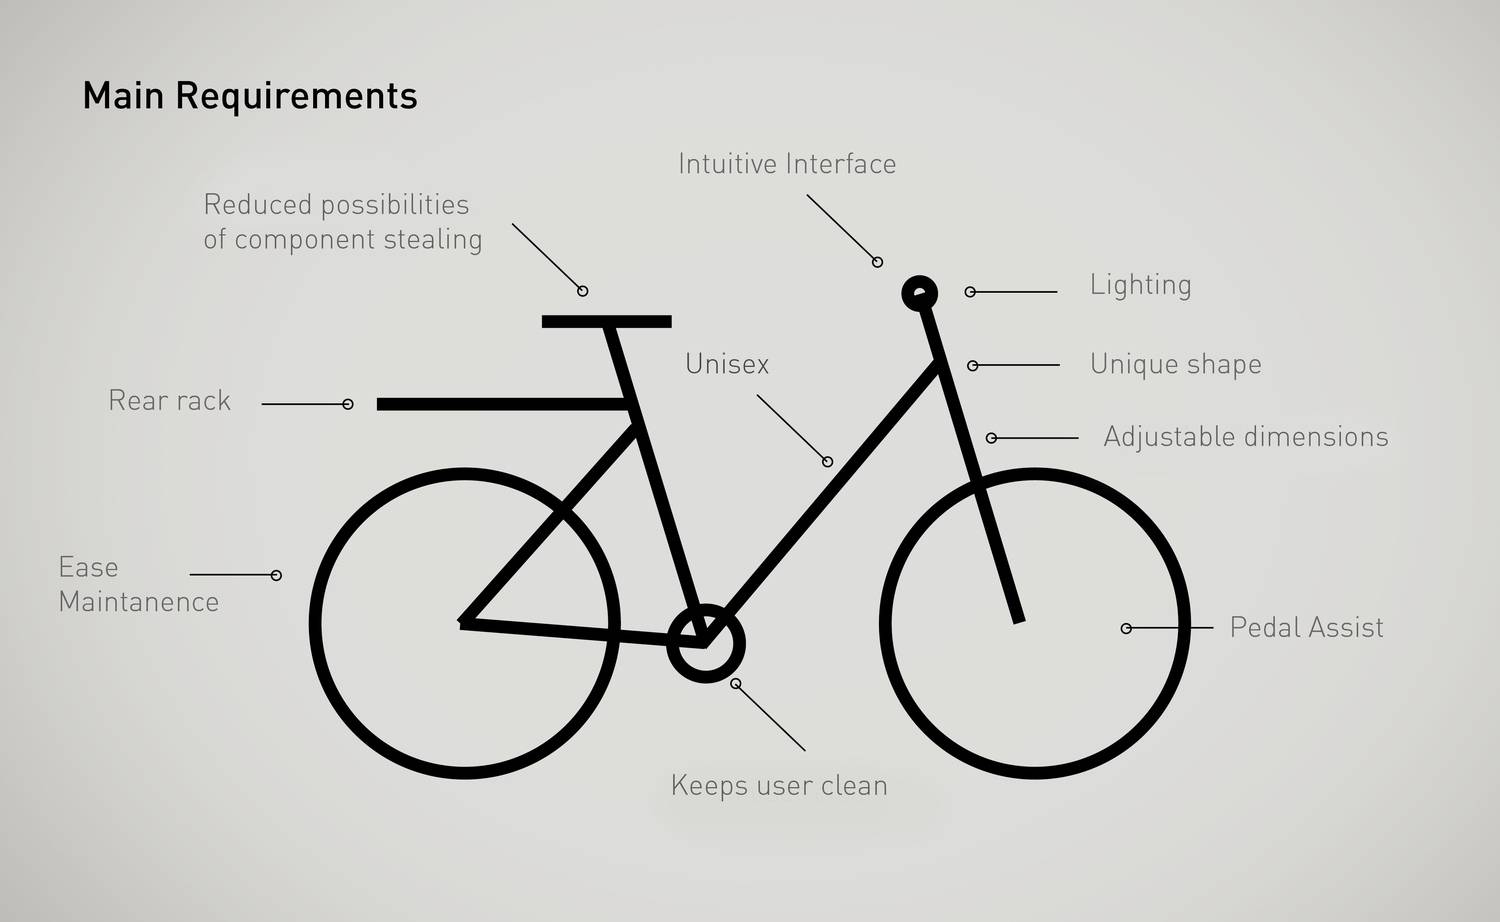 Main Requirements
Intuitive Interface
Reduced possibilities
of component stealing
Lighting
Unisex
Unique shape
Rear rack
Adjustable dimensions
Ease
Maintanence
Pedal Assist
Keeps user clean